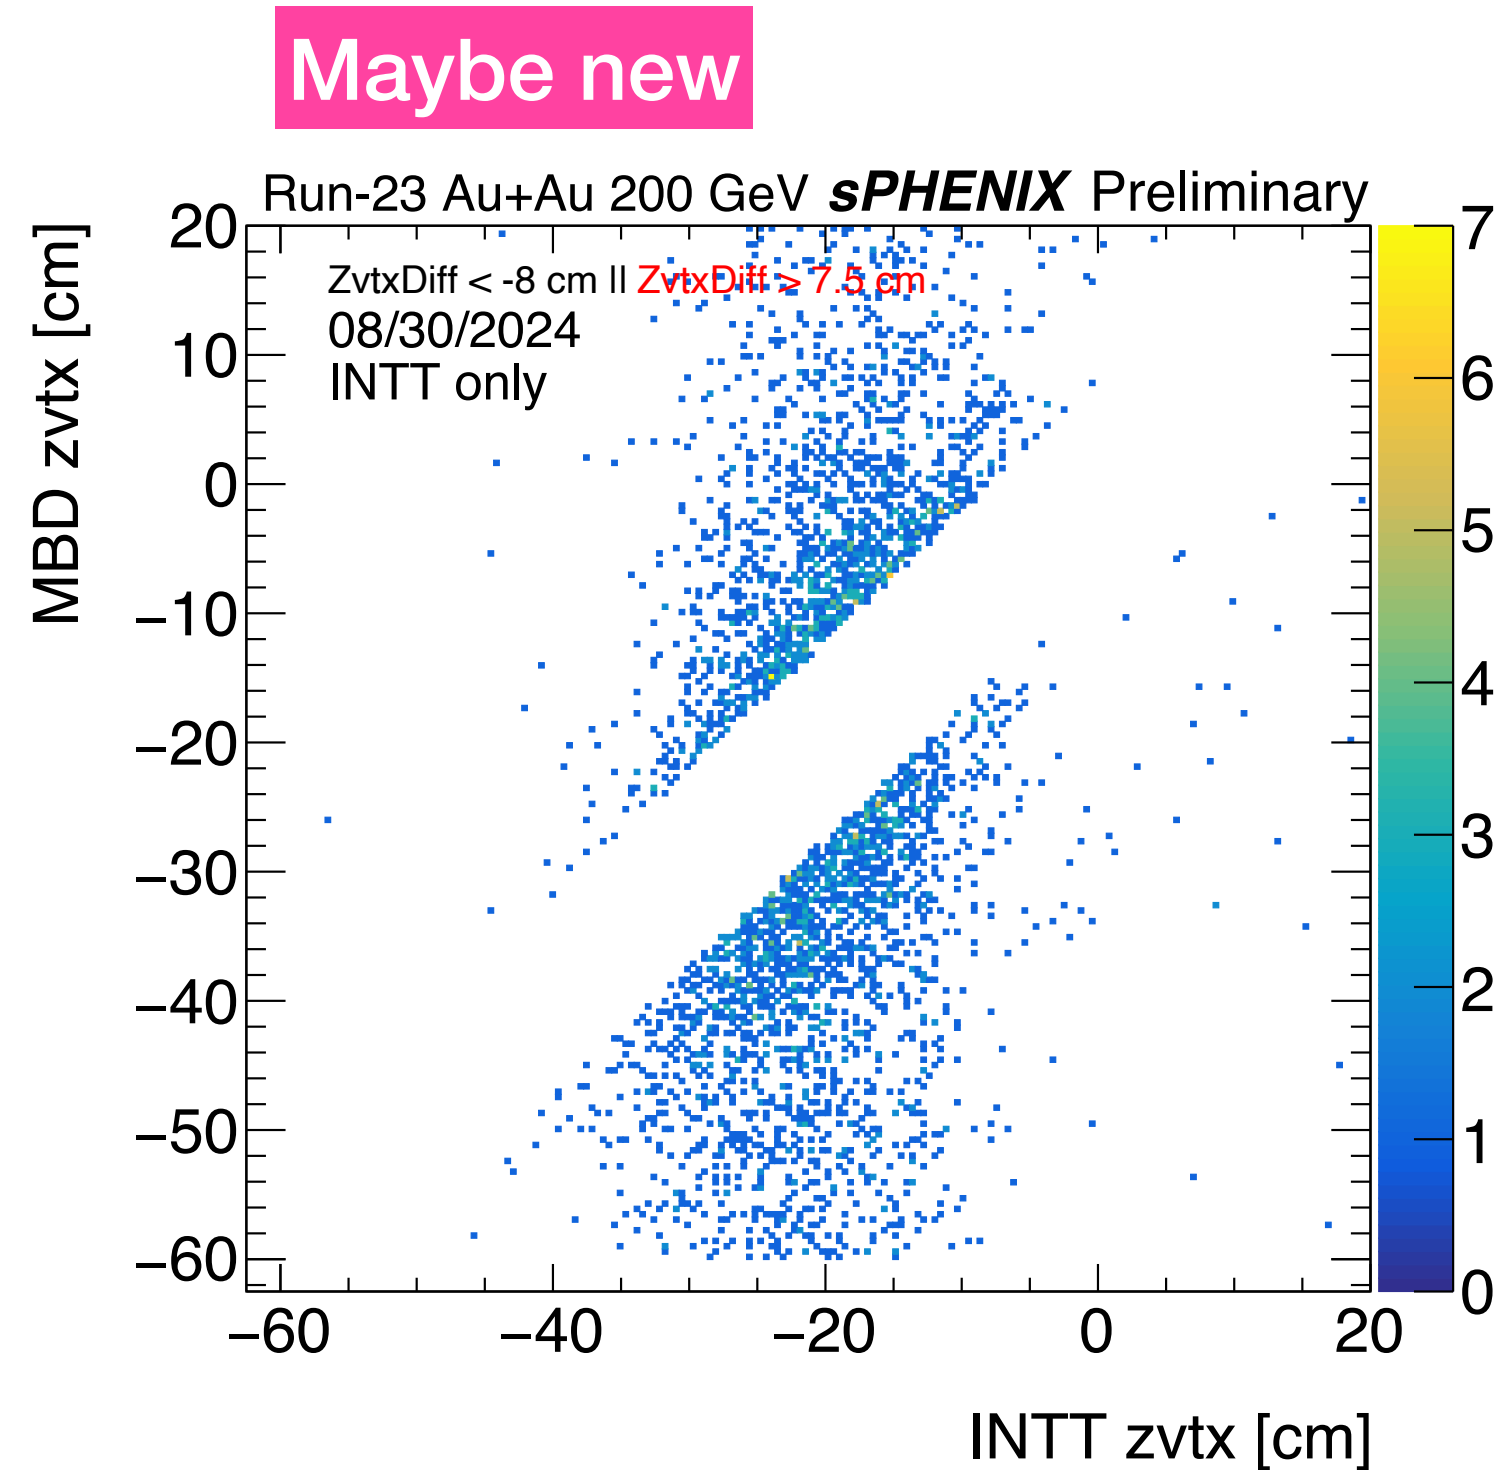 Maybe new
Run-23 Au+Au 200 GeV sPHENIX Preliminary
MBD zvtx [cm]
ZvtxDiff < -8 cm || ZvtxDiff > 7.5 cm
08/30/2024
INTT only
20
10
0
−10
−20
−30
−40
−50
−60
−60 −40 −20 0 20
INTT zvtx [cm]
7
6
5
4
3
2
1
0